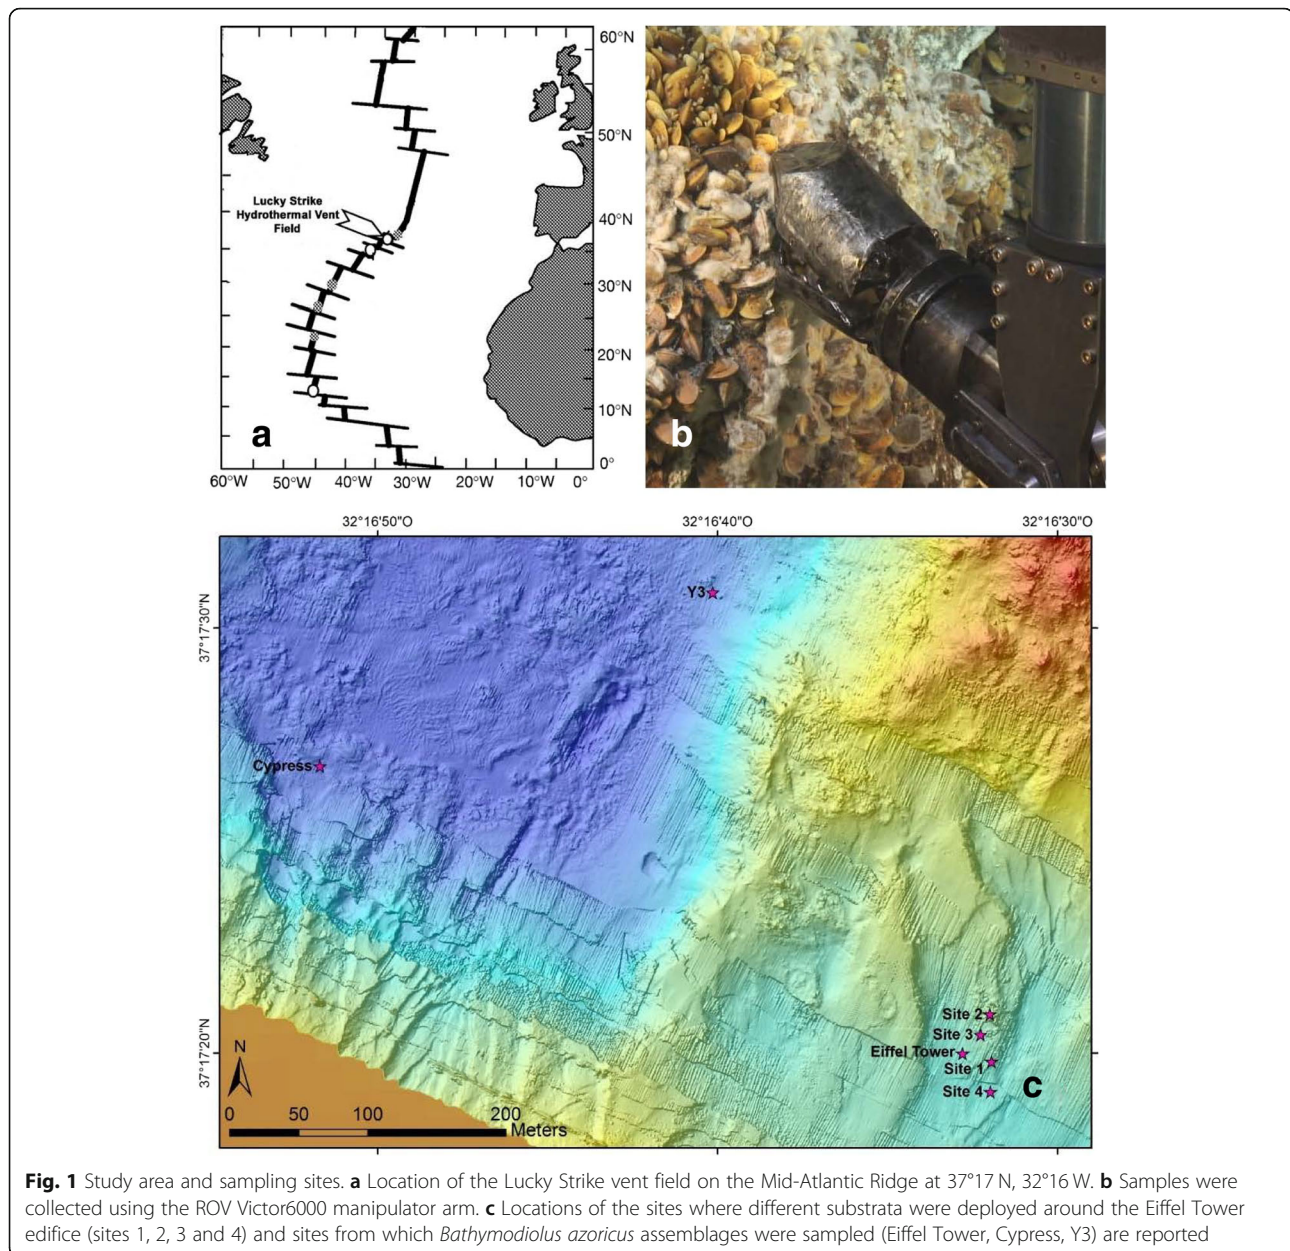 60°N
50°N
Lucky Strike
Hydrothermal Vent
Field
40°N
30°N
20°N
10°N
0°
a
60°W 50°W 40°W 30°W 20°W 10°W 0°
b
32°16'50"O 32°16'40"O 32°16'30"O
37°17'30"N
Y3
Cypress
37°17'20"N
Site 2
Site 3
Eiffel Tower
Site 1
Site 4
c
N
0 50 100 200
Meters
Fig. 1 Study area and sampling sites. a Location of the Lucky Strike vent field on the Mid-Atlantic Ridge at 37°17 N, 32°16 W. b Samples were
collected using the ROV Victor6000 manipulator arm. c Locations of the sites where different substrata were deployed around the Eiffel Tower
edifice (sites 1, 2, 3 and 4) and sites from which Bathymodiolus azoricus assemblages were sampled (Eiffel Tower, Cypress, Y3) are reported